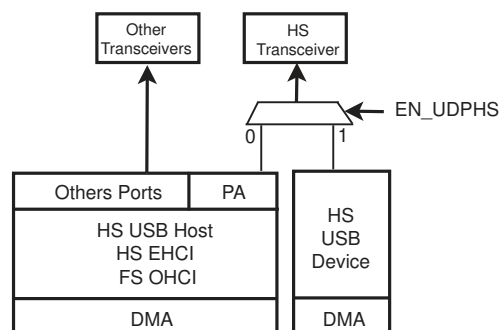 Other
Transceivers
HS
Transceiver
EN_UDPHS
0
1
Others Ports
PA
HS USB Host
HS EHCI
FS OHCI
DMA
HS
USB
Device
DMA